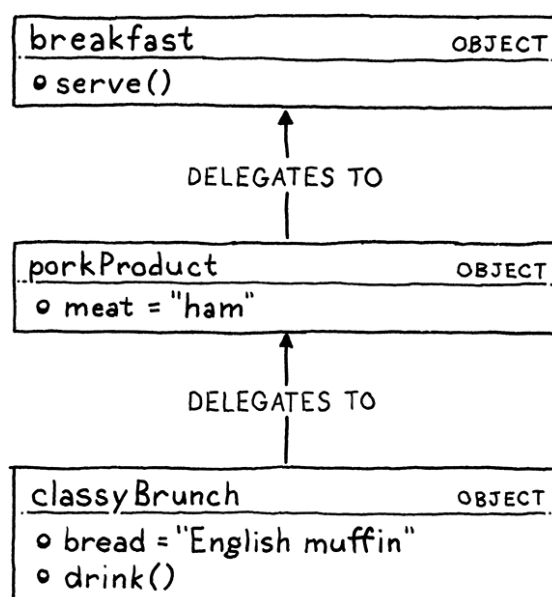 breakfast OBJECT
serve()
DELEGATES TO
porkProduct OBJECT
meat = "ham"
DELEGATES TO
classyBrunch OBJECT
bread = "English muffin"
drink()